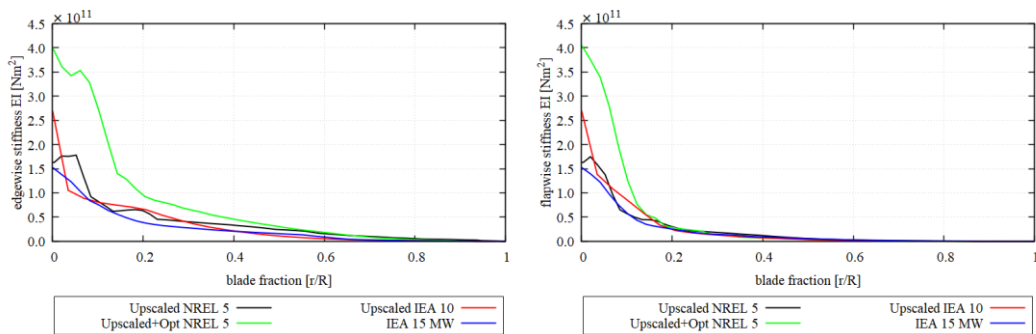 × 10¹¹
4.5
4.0
3.5
3.0
2.5
2.0
1.5
1.0
0.5
0.0
edgewise stiffness EI [Nm²]
0 0.2 0.4 0.6 0.8 1
blade fraction [r/R]
Upscaled NREL 5 Upscaled IEA 10
Upscaled+Opt NREL 5 IEA 15 MW
× 10¹¹
4.5
4.0
3.5
3.0
2.5
2.0
1.5
1.0
0.5
0.0
flapwise stiffness EI [Nm²]
0 0.2 0.4 0.6 0.8 1
blade fraction [r/R]
Upscaled NREL 5 Upscaled IEA 10
Upscaled+Opt NREL 5 IEA 15 MW